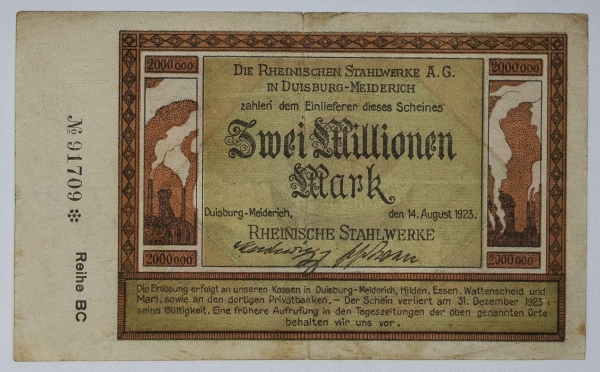 2000000
2000000
Die Rheinischen Stahlwerke A.G.
in Duisburg-Meiderich
zahlen dem Einlieferer dieses Scheines
Zwei Millionen
Mark
Duisburg-Meiderich, den 14. August 1923.
Rheinische Stahlwerke
2000000
2000000
Die Einlösung erfolgt an unseren Kassen in Duisburg-Meiderich, Hilden, Essen, Wattenscheid und
Marl, sowie an den dortigen Privatbanken. – Der Schein verliert am 31. Dezember 1923
seine Gültigkeit. Eine frühere Aufrufung in den Tageszeitungen der oben genannten Orte
behalten wir uns vor.
№ 91709 ✻
Reihe BC